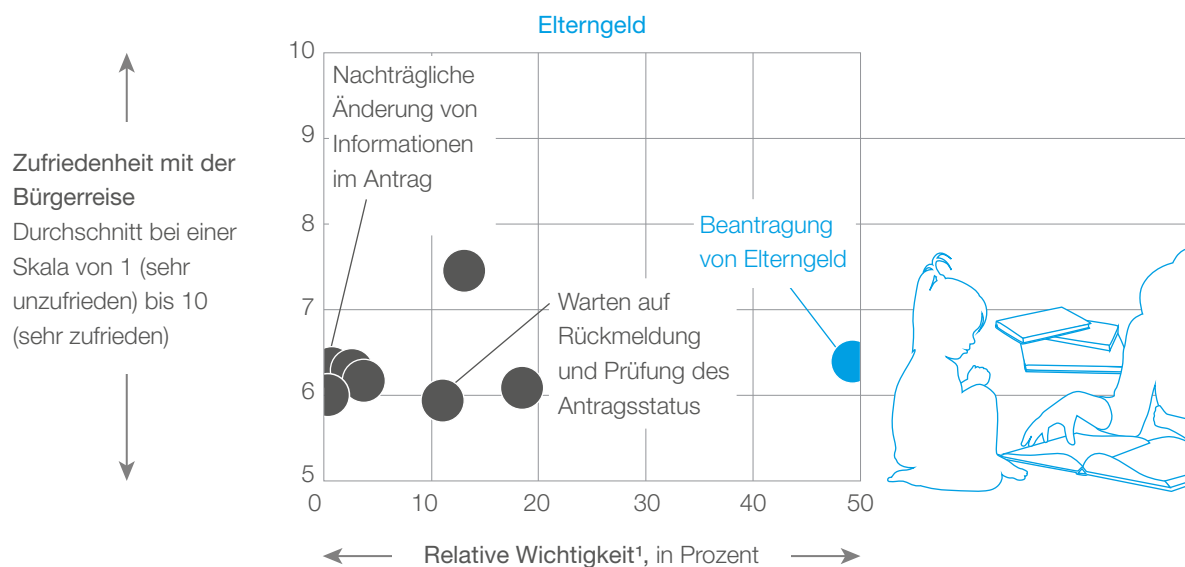 Elterngeld
Zufriedenheit mit der
Bürgerreise
Durchschnitt bei einer
Skala von 1 (sehr
unzufrieden) bis 10
(sehr zufrieden)
10
9
8
7
6
5
Nachträgliche
Änderung von
Informationen
im Antrag
Warten auf
Rückmeldung
und Prüfung des
Antragsstatus
Beantragung
von Elterngeld
0 10 20 30 40 50
Relative Wichtigkeit¹, in Prozent